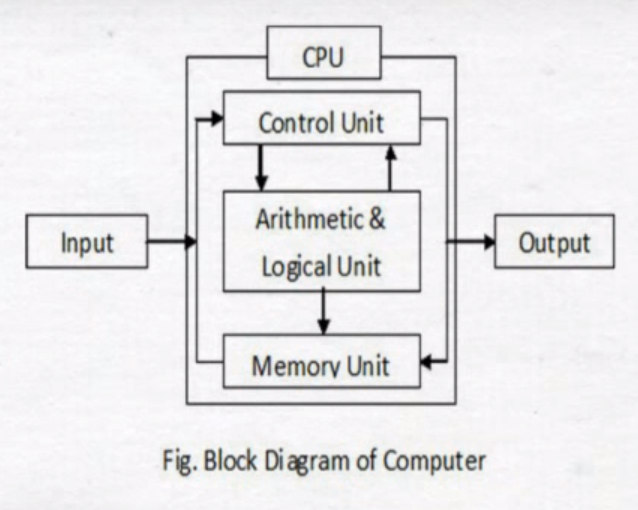 CPU
Control Unit
Arithmetic &
Logical Unit
Input
Output
Memory Unit
Fig. Block Diagram of Computer